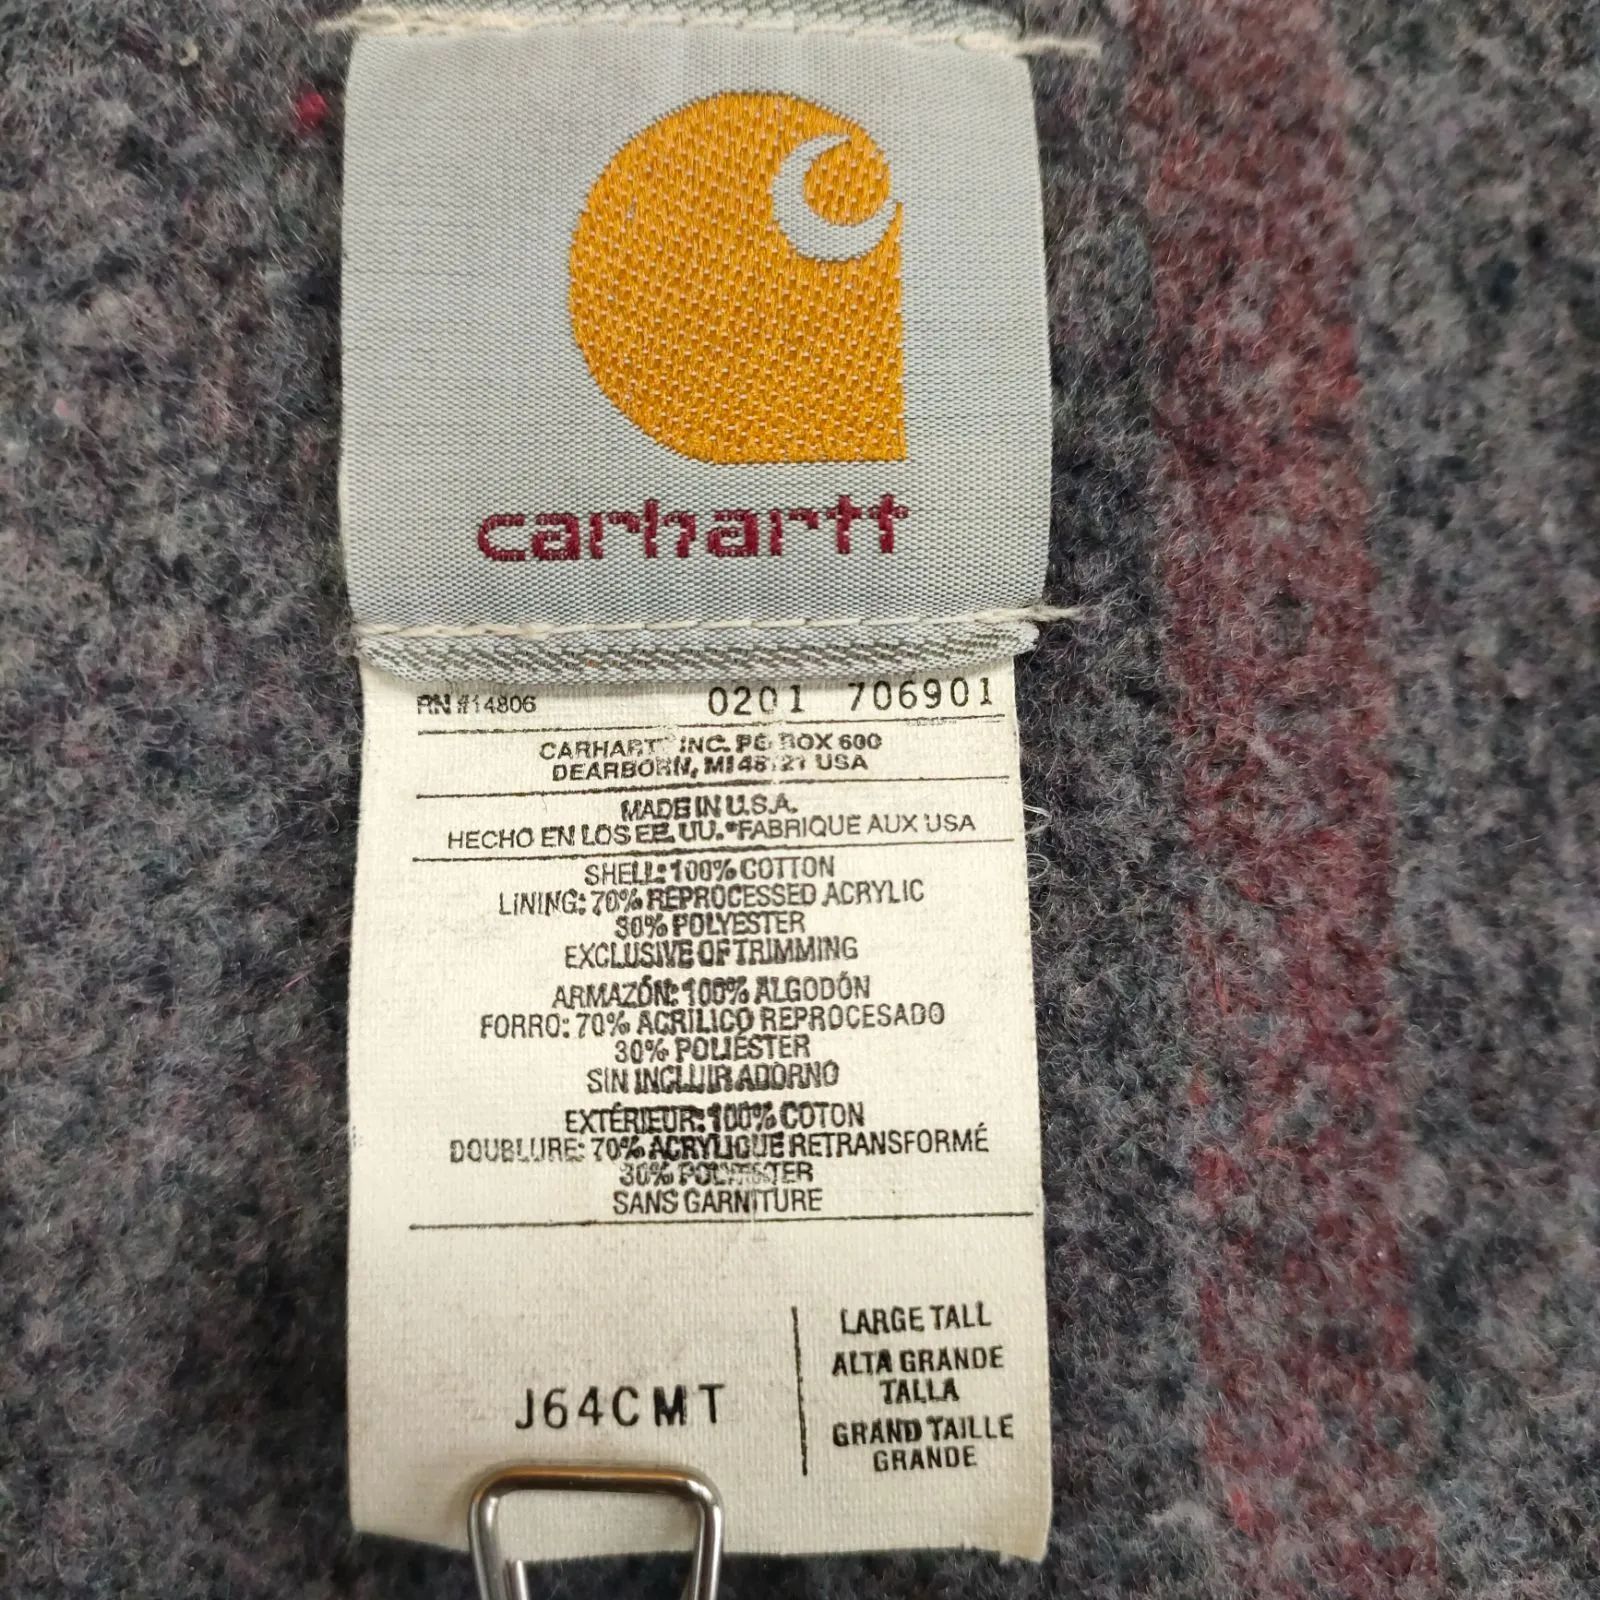 carhartt
RN #14806 0201 706901
CARHARTT INC. PO BOX 600
DEARBORN, MI 48121 USA
MADE IN U.S.A.
HECHO EN LOS EE. UU.*FABRIQUE AUX USA
SHELL: 100% COTTON
LINING: 70% REPROCESSED ACRYLIC
30% POLYESTER
EXCLUSIVE OF TRIMMING
ARMAZÓN: 100% ALGODÓN
FORRO: 70% ACRILICO REPROCESADO
30% POLIÉSTER
SIN INCLUIR ADORNO
EXTÉRIEUR: 100% COTON
DOUBLURE: 70% ACRYLIQUE RETRANSFORMÉ
30% POLYESTER
SANS GARNITURE
J64CMT
LARGE TALL
ALTA GRANDE
TALLA
GRAND TAILLE
GRANDE